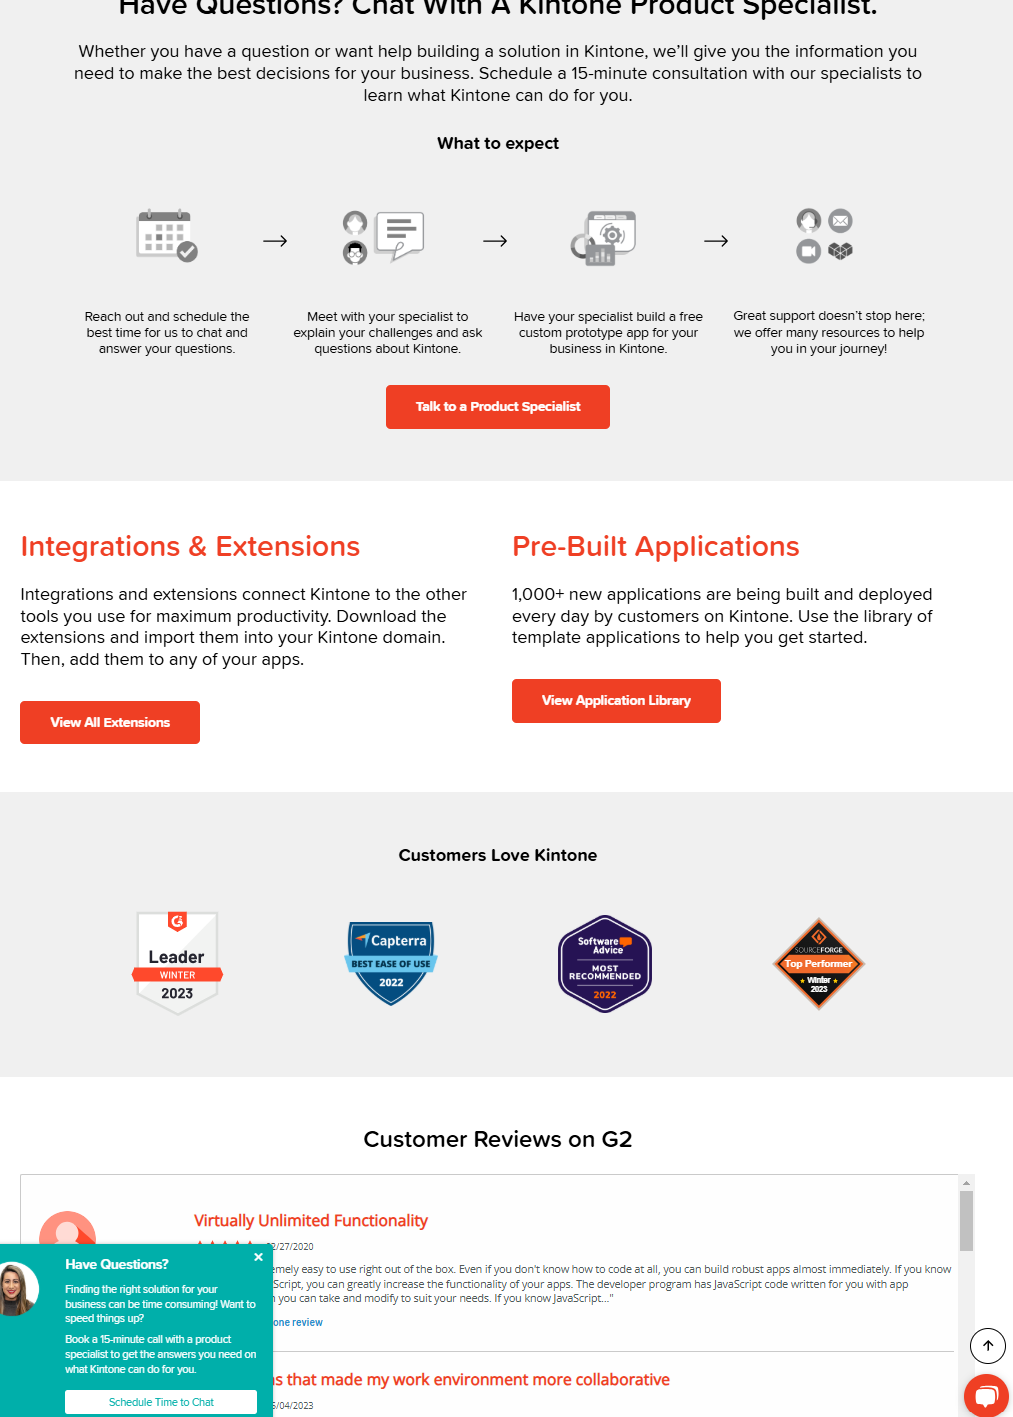 Have Questions? Chat With A Kintone Product Specialist.
Whether you have a question or want help building a solution in Kintone, we’ll give you the information you
need to make the best decisions for your business. Schedule a 15-minute consultation with our specialists to
learn what Kintone can do for you.
What to expect
Reach out and schedule the
best time for us to chat and
answer your questions.
Meet with your specialist to
explain your challenges and ask
questions about Kintone.
Have your specialist build a free
custom prototype app for your
business in Kintone.
Great support doesn’t stop here;
we offer many resources to help
you in your journey!
Talk to a Product Specialist
Integrations & Extensions
Integrations and extensions connect Kintone to the other
tools you use for maximum productivity. Download the
extensions and import them into your Kintone domain.
Then, add them to any of your apps.
View All Extensions
Pre-Built Applications
1,000+ new applications are being built and deployed
every day by customers on Kintone. Use the library of
template applications to help you get started.
View Application Library
Customers Love Kintone
Leader
WINTER
2023
Capterra
BEST EASE OF USE
2022
Software
Advice
MOST
RECOMMENDED
2022
SOURCEFORGE
Top Performer
Winter
2023
Customer Reviews on G2
Virtually Unlimited Functionality
2/27/2020
emely easy to use right out of the box. Even if you don't know how to code at all, you can build robust apps almost immediately. If you know
Script, you can greatly increase the functionality of your apps. The developer program has JavaScript code written for you with app
you can take and modify to suit your needs. If you know JavaScript..."
one review
s that made my work environment more collaborative
/04/2023
Have Questions?
Finding the right solution for your
business can be time consuming! Want to
speed things up?
Book a 15-minute call with a product
specialist to get the answers you need on
what Kintone can do for you.
Schedule Time to Chat